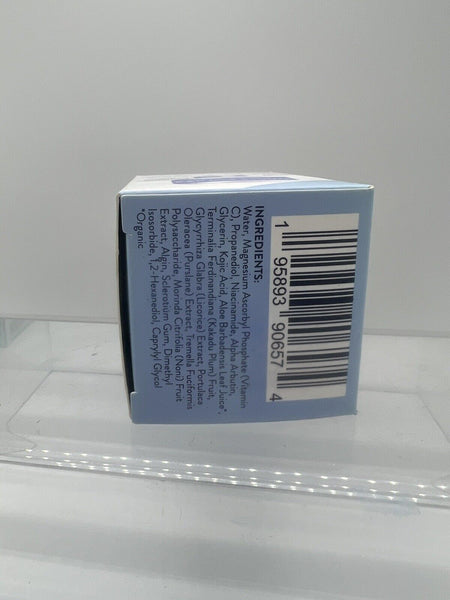 INGREDIENTS:
Water, Magnesium Ascorbyl Phosphate (Vitamin
C), Propanediol, Niacinamide, Alpha Arbutin,
Glycerin, Kojic Acid, Aloe Barbadensis Leaf Juice*,
Terminalia Ferdinandiana (Kakadu Plum) Fruit,
Glycyrrhiza Glabra (Licorice) Extract, Portulaca
Oleracea (Purslane) Extract, Tremella Fuciformis
Polysaccharide, Morinda Citrifolia (Noni) Fruit
Extract, Algin, Sclerotium Gum, Dimethyl
Isosorbide, 1,2-Hexanediol, Caprylyl Glycol
*Organic
1 95893 90657 4